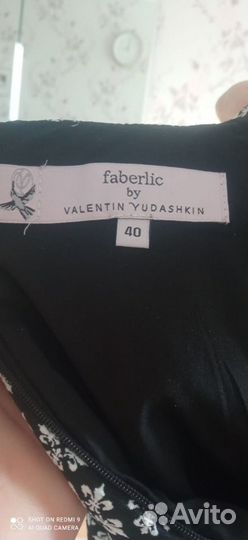 faberlic
by
VALENTIN YUDASHKIN
40
SHOT ON REDMI 9
AI QUAD CAMERA
Avito